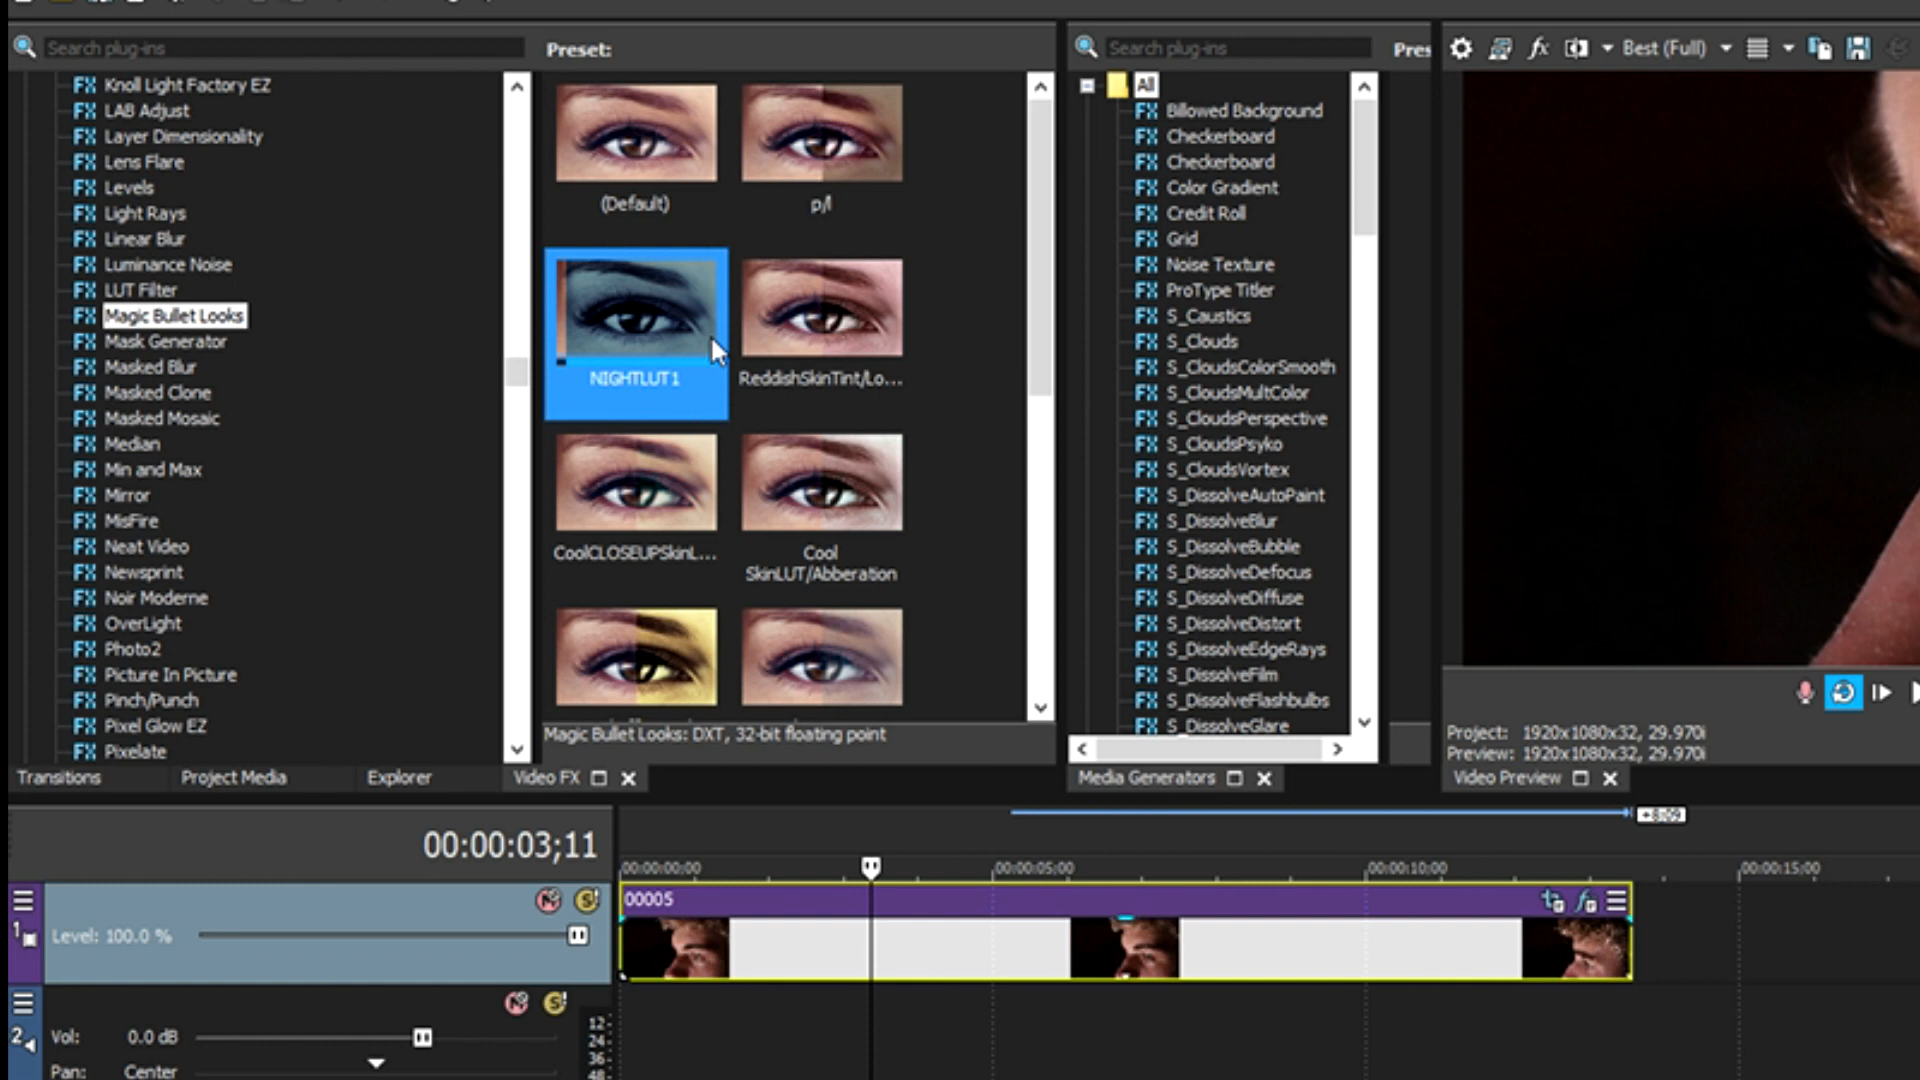 Search plug-ins
Preset:
Knoll Light Factory EZ
LAB Adjust
Layer Dimensionality
Lens Flare
Levels
Light Rays
Linear Blur
Luminance Noise
LUT Filter
Magic Bullet Looks
Mask Generator
Masked Blur
Masked Clone
Masked Mosaic
Median
Min and Max
Mirror
MisFire
Neat Video
Newsprint
Noir Moderne
OverLight
Photo2
Picture In Picture
Pinch/Punch
Pixel Glow EZ
Pixelate
(Default)
p/l
NIGHTLUT1
ReddishSkinTint/Lo...
CoolCLOSEUPSkinL...
Cool
SkinLUT/Abberation
Magic Bullet Looks: DXT, 32-bit floating point
Transitions
Project Media
Explorer
Video FX
Search plug-ins
Pres
All
Billowed Background
Checkerboard
Checkerboard
Color Gradient
Credit Roll
Grid
Noise Texture
ProType Titler
S_Caustics
S_Clouds
S_CloudsColorSmooth
S_CloudsMultColor
S_CloudsPerspective
S_CloudsPsyko
S_CloudsVortex
S_DissolveAutoPaint
S_DissolveBlur
S_DissolveBubble
S_DissolveDefocus
S_DissolveDiffuse
S_DissolveDistort
S_DissolveEdgeRays
S_DissolveFilm
S_DissolveFlashbulbs
S_DissolveGlare
Media Generators
Best (Full)
Project: 1920x1080x32, 29.970i
Preview: 1920x1080x32, 29.970i
Video Preview
+8:09
00:00:03;11
00:00:00;00
00:00:05;00
00:00:10;00
00:00:15;00
1
Level: 100.0 %
00005
2
Vol: 0.0 dB
Pan: Center
12
24
36
48